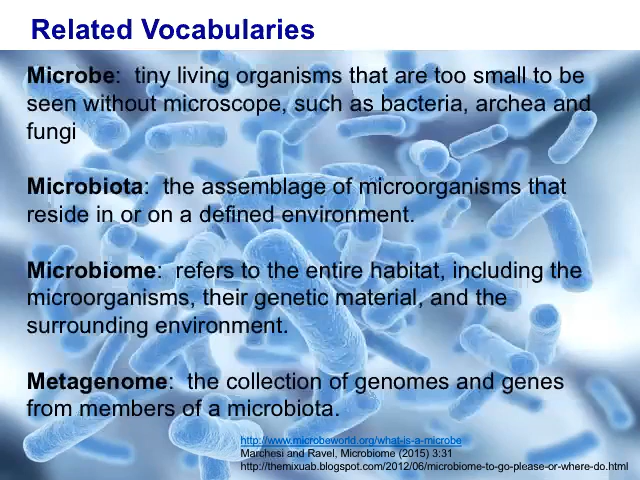 Related Vocabularies
Microbe:  tiny living organisms that are too small to be
seen without microscope, such as bacteria, archea and
fungi
Microbiota:  the assemblage of microorganisms that
reside in or on a defined environment.
Microbiome:  refers to the entire habitat, including the
microorganisms, their genetic material, and the
surrounding environment.
Metagenome:  the collection of genomes and genes
from members of a microbiota.
http://www.microbeworld.org/what-is-a-microbe
Marchesi and Ravel, Microbiome (2015) 3:31
http://themixuab.blogspot.com/2012/06/microbiome-to-go-please-or-where-do.html